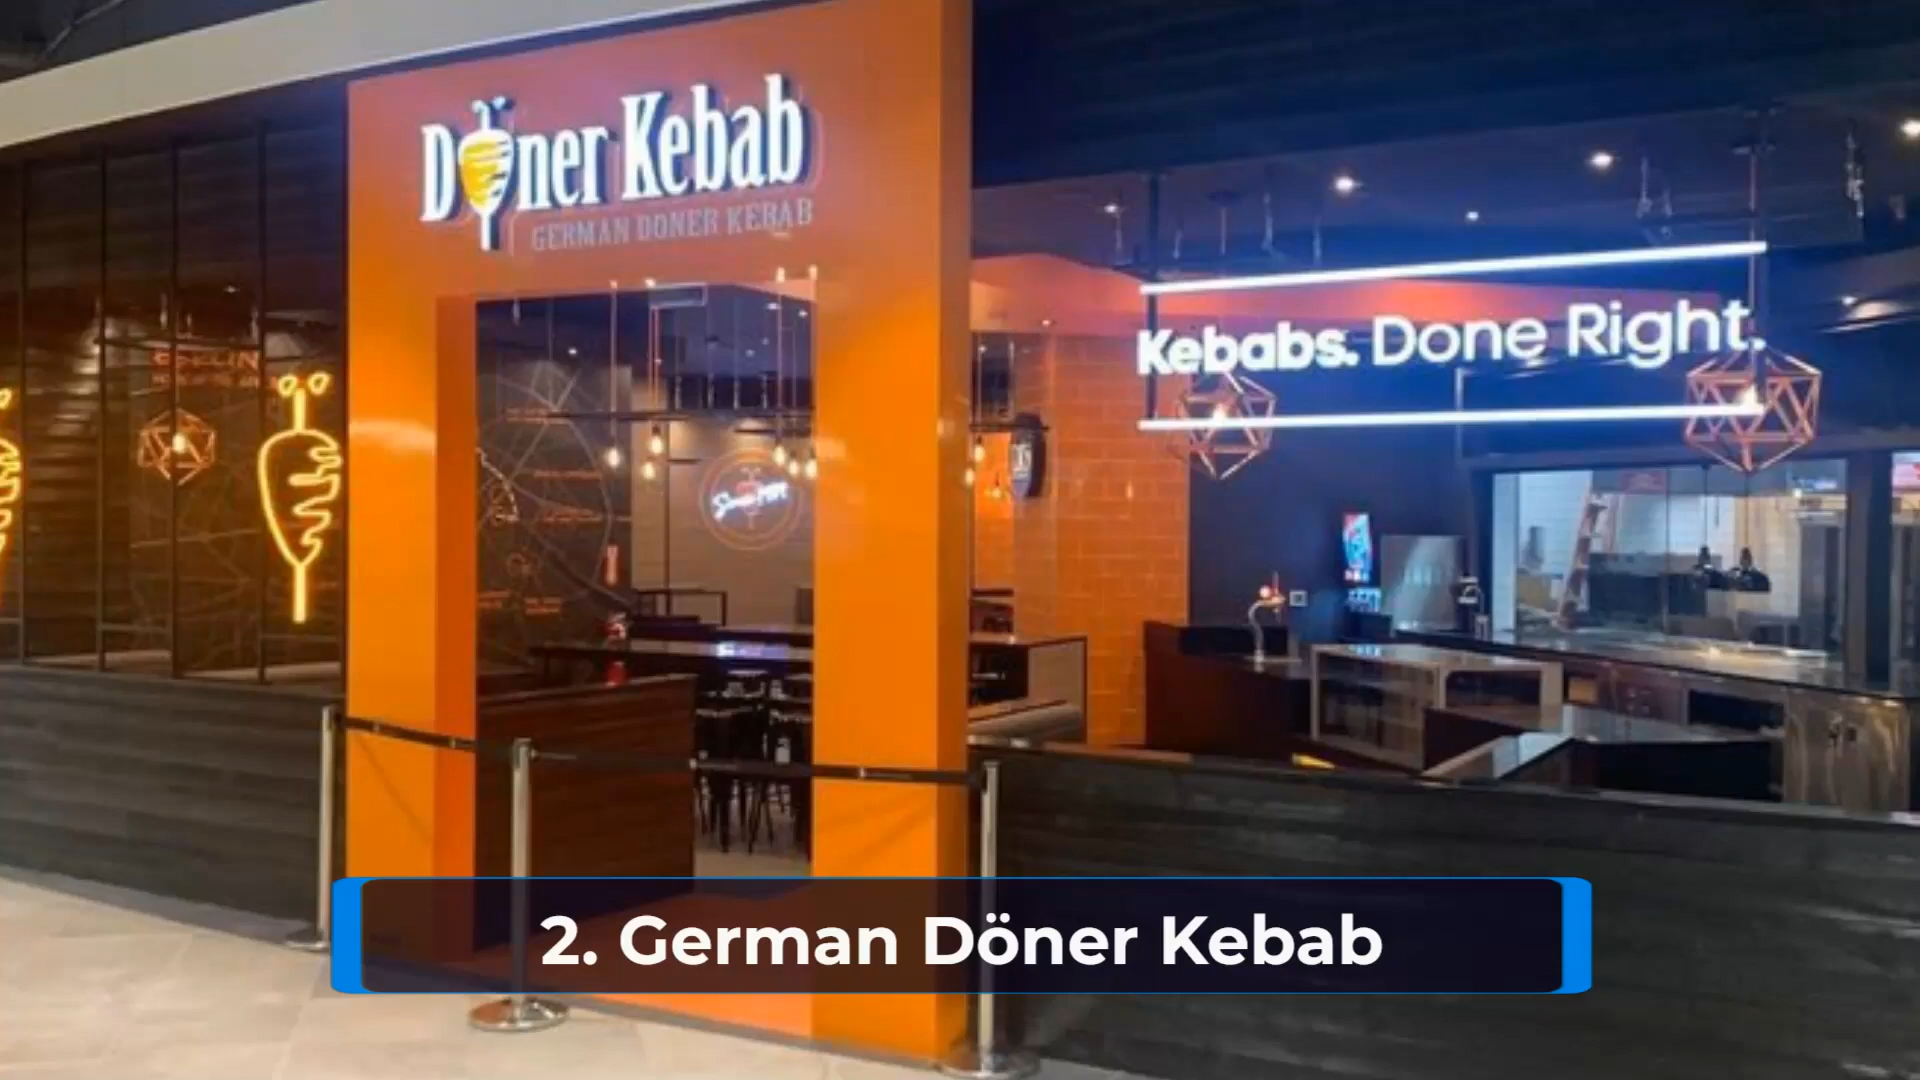 Döner Kebab
GERMAN DONER KEBAB
Kebabs. Done Right.
2. German Döner Kebab